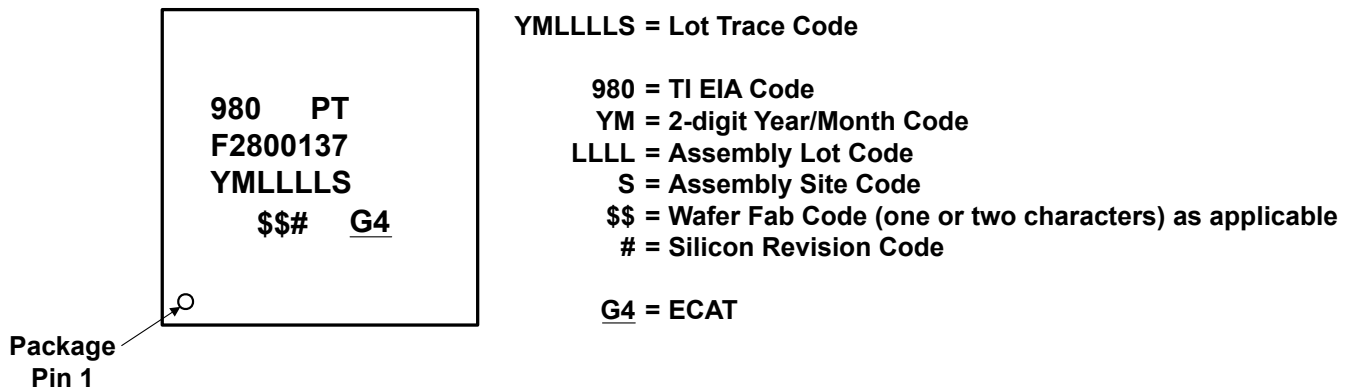 980 PT
F2800137
YMLLLLS
$$# G4
Package
Pin 1
YMLLLLS = Lot Trace Code
980 = TI EIA Code
YM = 2-digit Year/Month Code
LLLL = Assembly Lot Code
S = Assembly Site Code
$$ = Wafer Fab Code (one or two characters) as applicable
# = Silicon Revision Code
G4 = ECAT